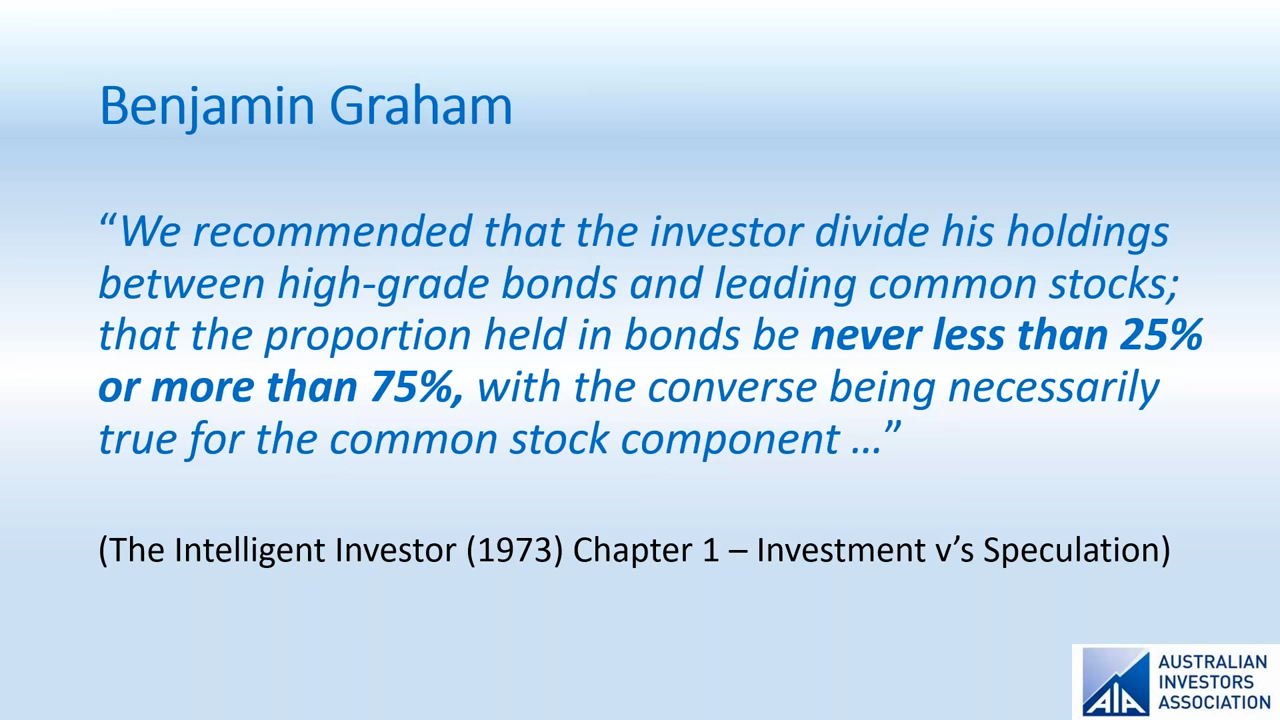 Benjamin Graham
“We recommended that the investor divide his holdings
between high-grade bonds and leading common stocks;
that the proportion held in bonds be never less than 25%
or more than 75%, with the converse being necessarily
true for the common stock component …”
(The Intelligent Investor (1973) Chapter 1 – Investment v’s Speculation)
AIA
AUSTRALIAN
INVESTORS
ASSOCIATION